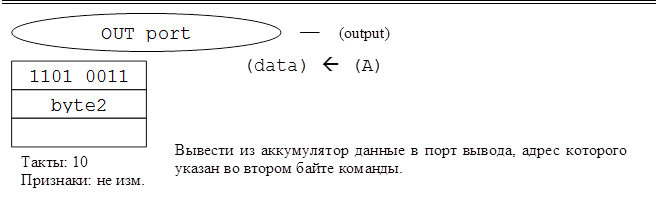 OUT port — (output)
(data) ← (A)
1101 0011
byte2
Вывести из аккумулятор данные в порт вывода, адрес которого
указан во втором байте команды.
Такты: 10
Признаки: не изм.